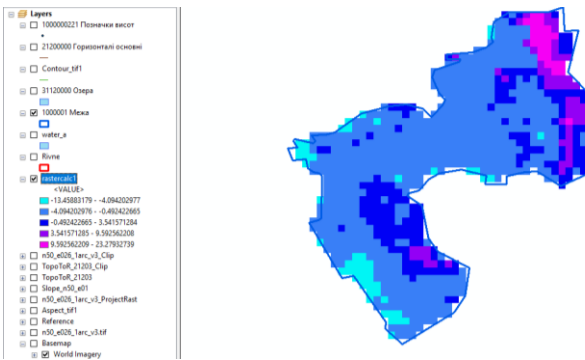 Layers
1000000221 Позначки висот
21200000 Горизонталі основні
Contour_tif1
31120000 Озера
1000001 Межа
water_a
Rivne
rastercalc1
<VALUE>
-13.45883179 - -4.094202977
-4.094202976 - -0.492422665
-0.492422665 - 3.541571284
3.541571285 - 9.592562208
9.592562209 - 23.27932739
n50_e026_1arc_v3_Clip
TopoToR_21203_Clip
TopoToR_21203
Slope_n50_e01
n50_e026_1arc_v3_ProjectRast
Aspect_tif1
Reference
n50_e026_1arc_v3.tif
Basemap
World Imagery